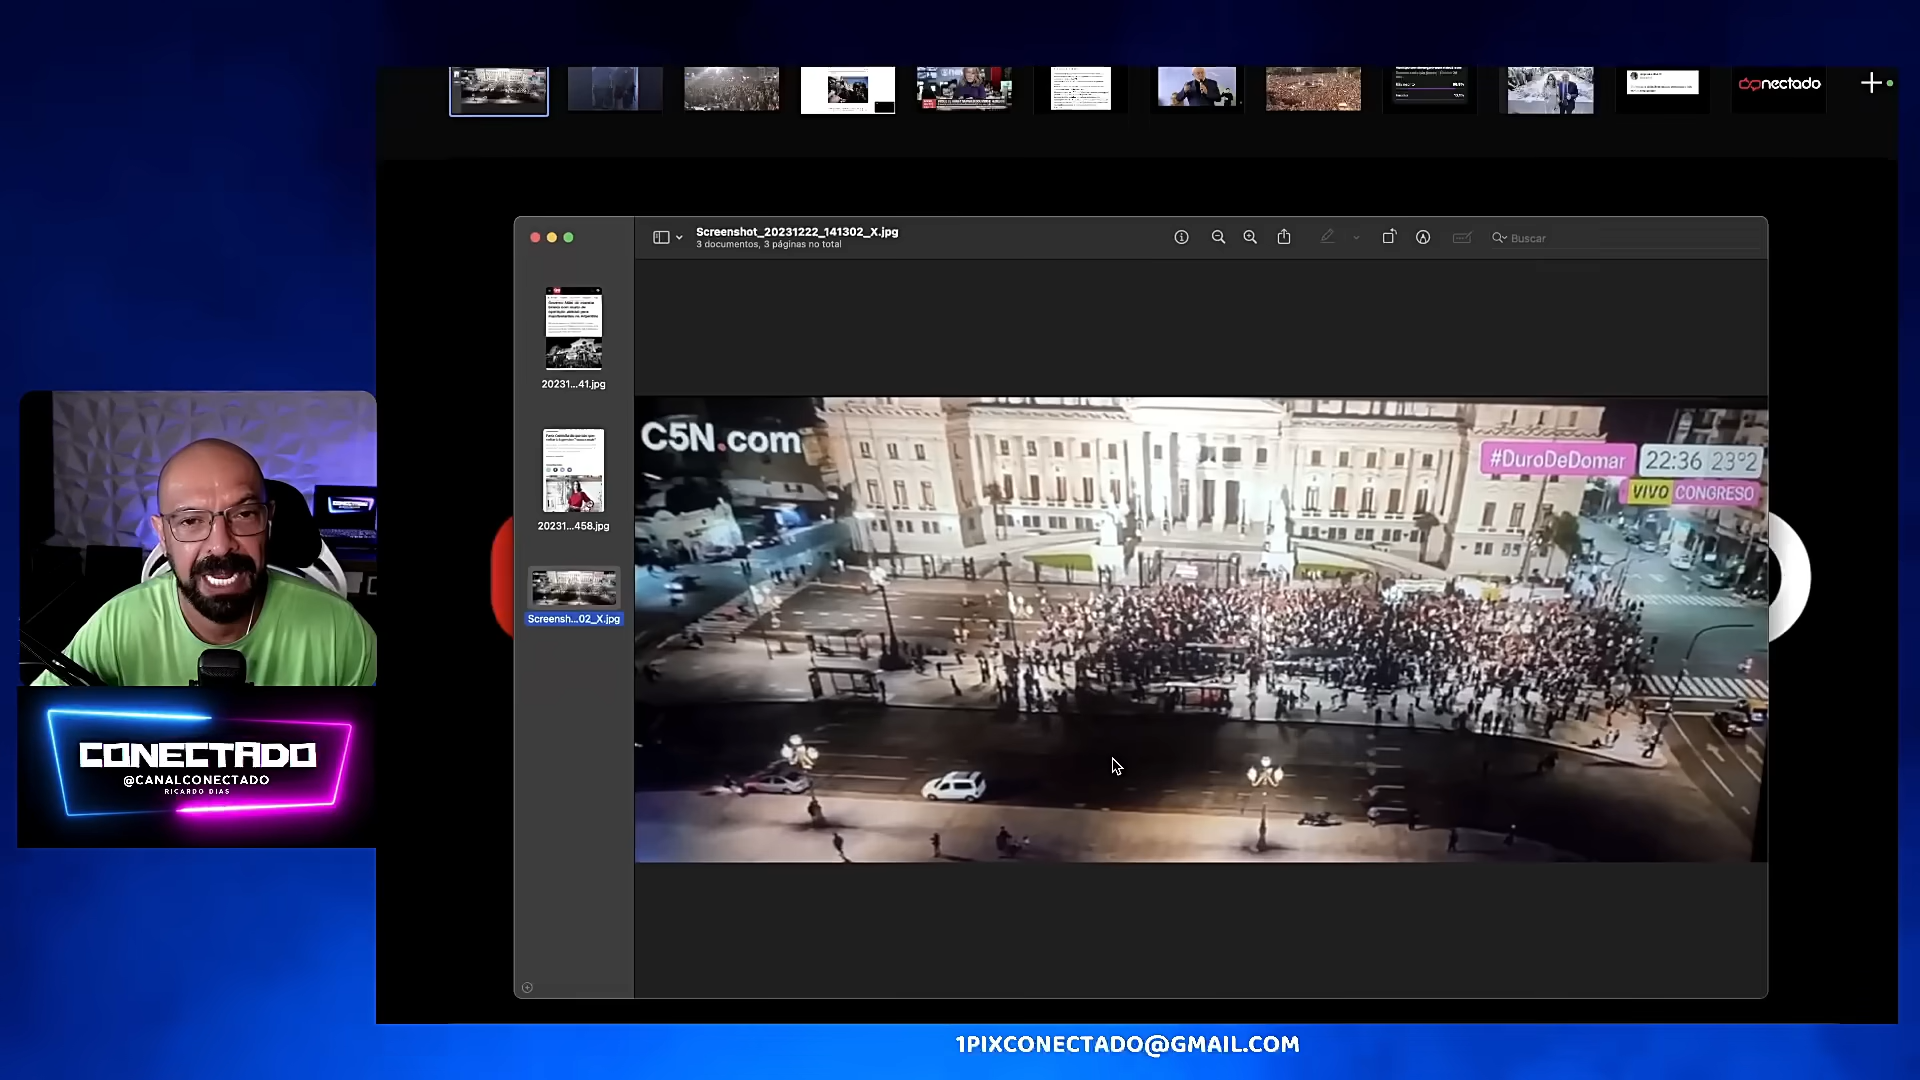 conectado
Screenshot_20231222_141302_X.jpg
3 documentos, 3 páginas no total
Buscar
20231...41.jpg
20231...458.jpg
Screensh...02_X.jpg
C5N.com
#DuroDeDomar
22:36
23°2
VIVO
CONGRESO
CONECTADO
@CANALCONECTADO
RICARDO DIAS
1PIXCONECTADO@GMAIL.COM